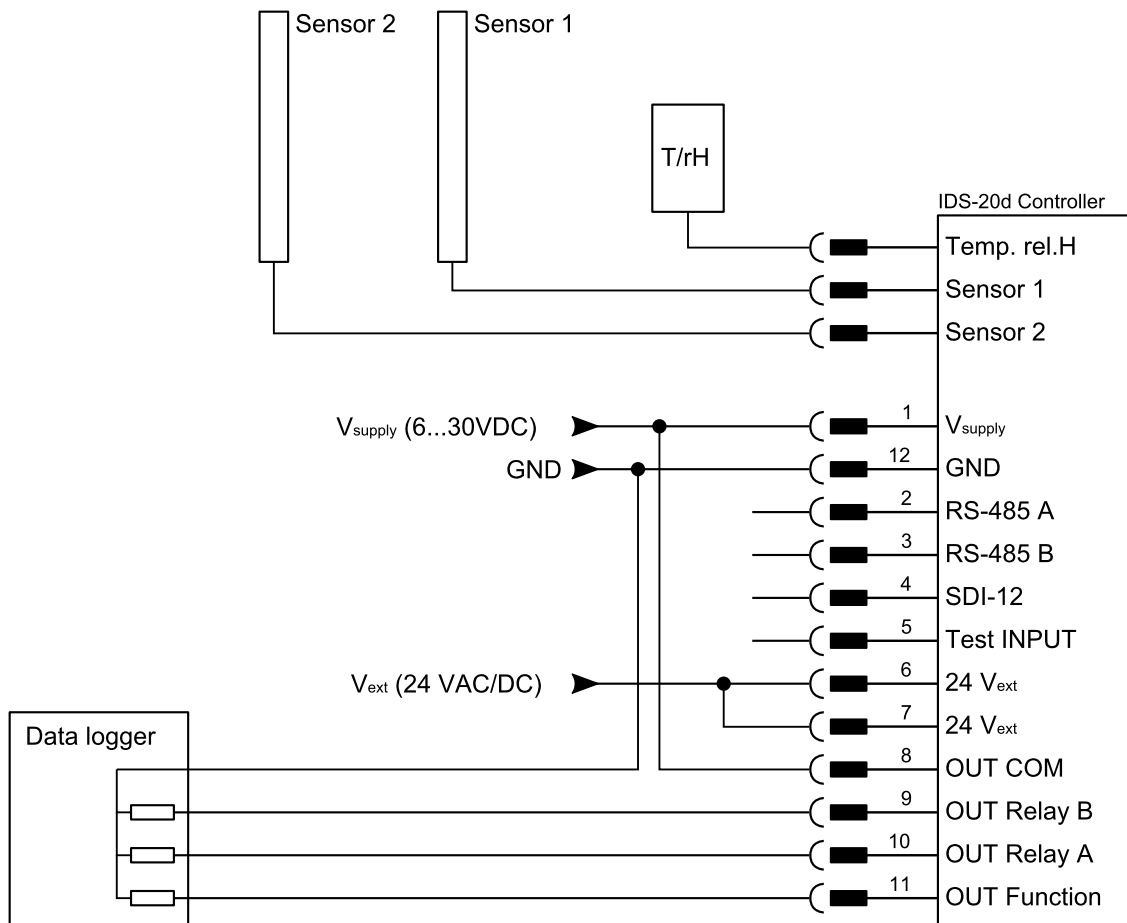 Sensor 2
Sensor 1
T/rH
IDS-20d Controller
Temp. rel.H
Sensor 1
Sensor 2
Vsupply (6...30VDC)
1
Vsupply
GND
12
GND
2
RS-485 A
3
RS-485 B
4
SDI-12
5
Test INPUT
Vext (24 VAC/DC)
6
24 Vext
7
24 Vext
Data logger
8
OUT COM
9
OUT Relay B
10
OUT Relay A
11
OUT Function